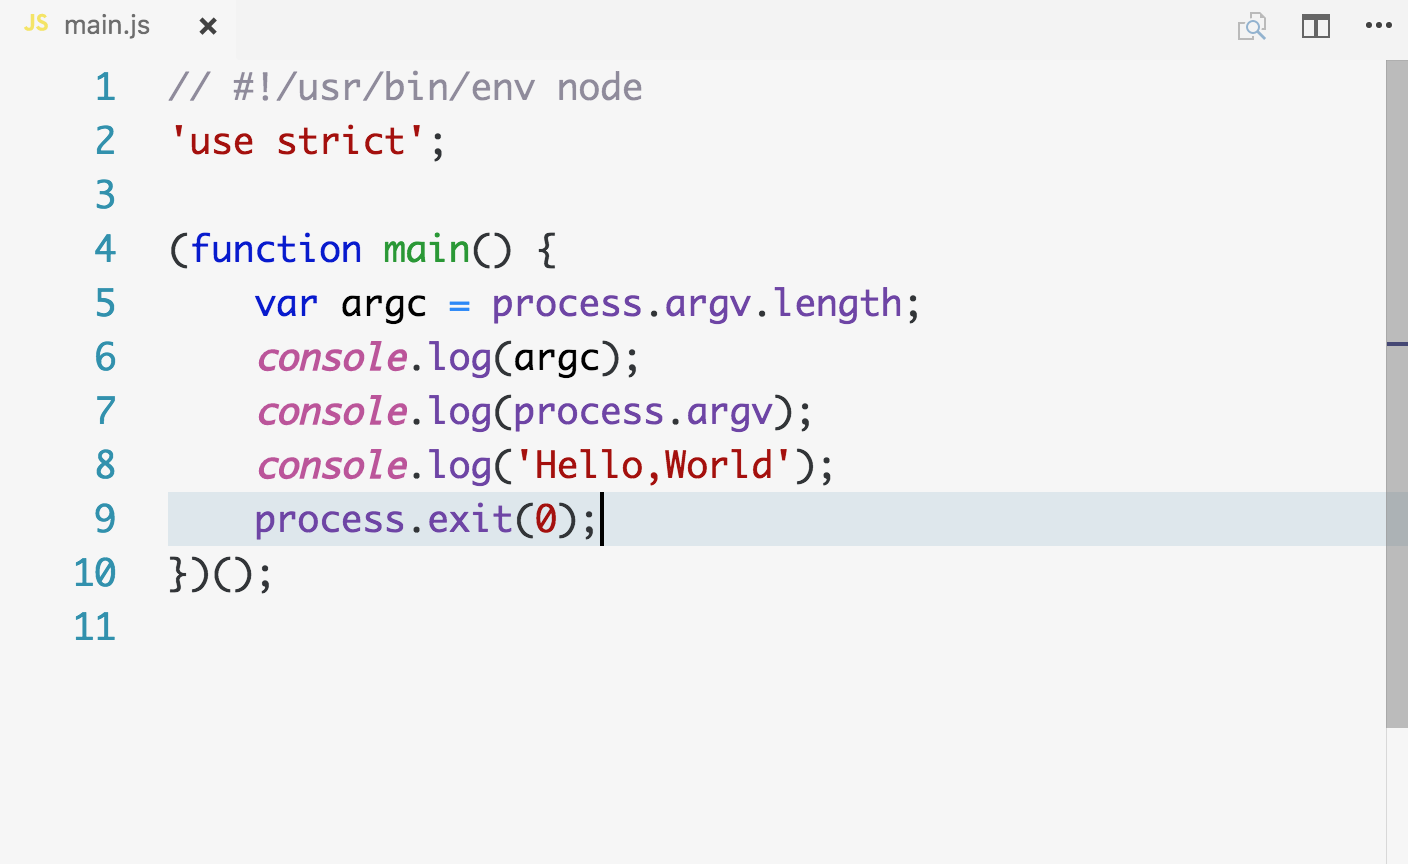 JS main.js ×
1 // #!/usr/bin/env node
2 'use strict';
3
4 (function main() {
5     var argc = process.argv.length;
6     console.log(argc);
7     console.log(process.argv);
8     console.log('Hello,World');
9     process.exit(0);
10 })();
11